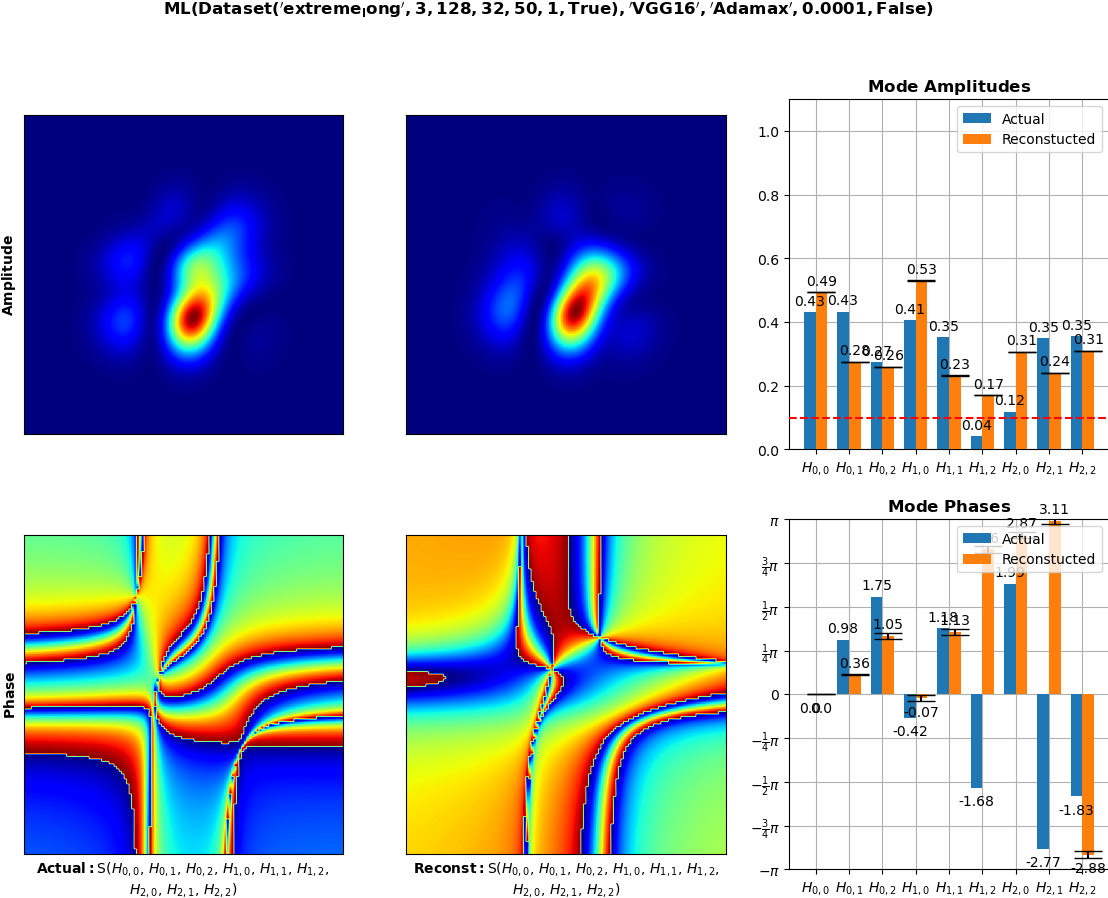 ML(Dataset('extreme_long', 3, 128, 32, 50, 1, True), 'VGG16', 'Adamax', 0.0001, False)
Mode Amplitudes
Amplitude
1.0
0.8
0.6
0.4
0.2
0.0
Actual
Reconstucted
0.43 0.49 0.43 0.28 0.27 0.26 0.41 0.53 0.35 0.23 0.04 0.17 0.12 0.31 0.35 0.24 0.35 0.31
H0,0 H0,1 H0,2 H1,0 H1,1 H1,2 H2,0 H2,1 H2,2
Mode Phases
Phase
π
3/4π
1/2π
1/4π
0
−1/4π
−1/2π
−3/4π
−π
Actual
Reconstucted
0.0 0.0 0.98 0.36 1.75 1.05 -0.42 -0.07 1.18 1.13 -1.68 2.87 -2.77 3.11 -1.83 -2.88
H0,0 H0,1 H0,2 H1,0 H1,1 H1,2 H2,0 H2,1 H2,2
Actual: S(H0,0, H0,1, H0,2, H1,0, H1,1, H1,2,
H2,0, H2,1, H2,2)
Reconst: S(H0,0, H0,1, H0,2, H1,0, H1,1, H1,2,
H2,0, H2,1, H2,2)